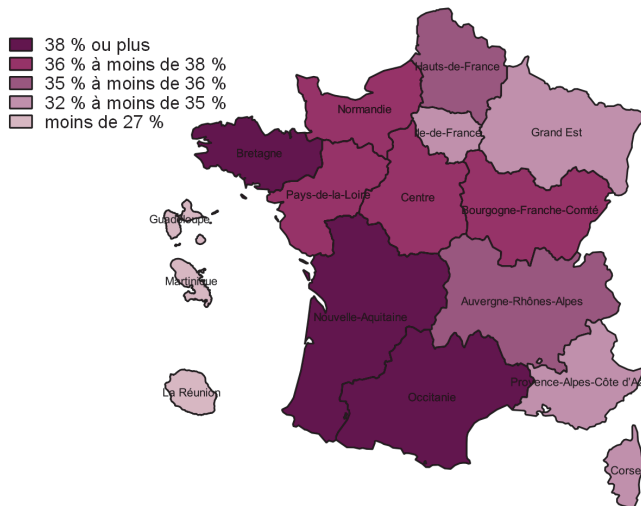 38 % ou plus
36 % à moins de 38 %
35 % à moins de 36 %
32 % à moins de 35 %
moins de 27 %
Hauts-de-France
Normandie
Ile-de-France
Grand Est
Bretagne
Pays-de-la-Loire
Centre
Bourgogne-Franche-Comté
Guadeloupe
Martinique
Auvergne-Rhônes-Alpes
Nouvelle-Aquitaine
La Réunion
Occitanie
Provence-Alpes-Côte d'Az
Corse